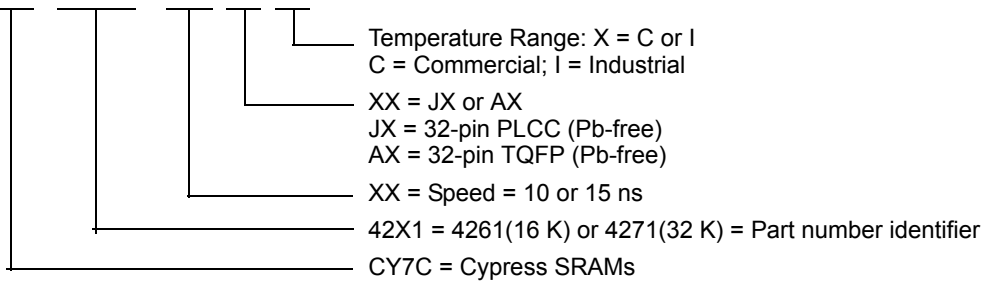 Temperature Range: X = C or I
C = Commercial; I = Industrial
XX = JX or AX
JX = 32-pin PLCC (Pb-free)
AX = 32-pin TQFP (Pb-free)
XX = Speed = 10 or 15 ns
42X1 = 4261(16 K) or 4271(32 K) = Part number identifier
CY7C = Cypress SRAMs